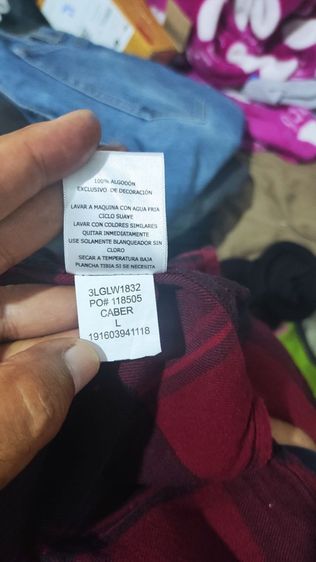 100% ALGODÓN
EXCLUSIVO DE DECORACIÓN
LAVAR A MAQUINA CON AGUA FRIA
CICLO SUAVE
LAVAR CON COLORES SIMILARES
QUITAR INMEDIATAMENTE
USE SOLAMENTE BLANQUEADOR SIN
CLORO
SECAR A TEMPERATURA BAJA
PLANCHA TIBIA SI SE NECESITA
3LGLW1832
PO# 118505
CABER
L
191603941118